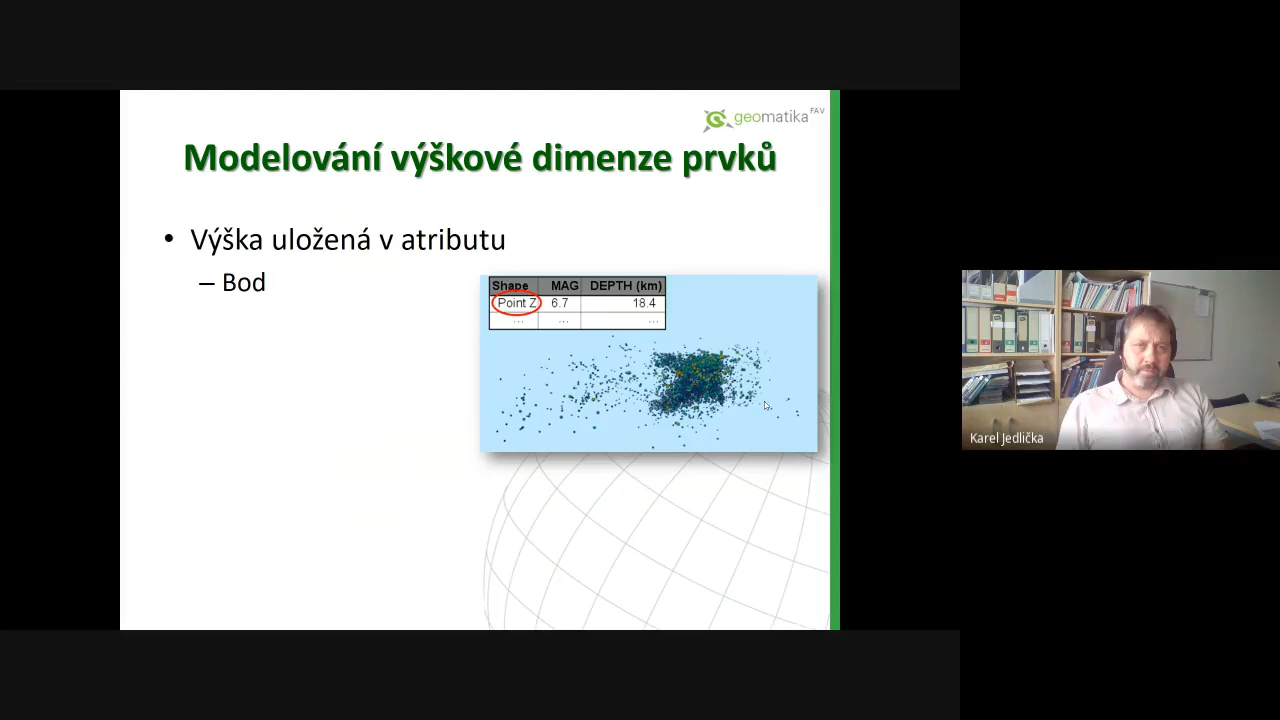 geomatika FAV
Modelování výškové dimenze prvků
• Výška uložená v atributu
– Bod
Shape MAG DEPTH (km)
Point Z 6.7 18.4
... ... ...
Karel Jedlička